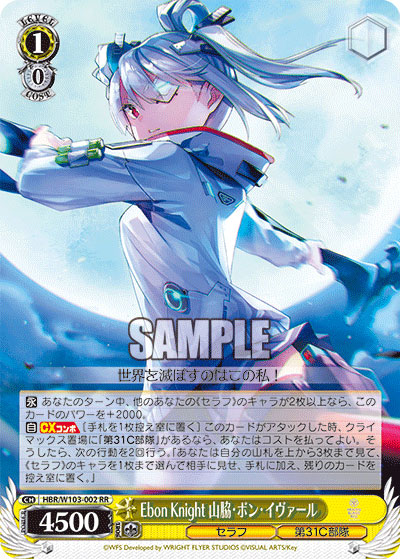 LEVEL
1
0
COST
SAMPLE
世界を滅ぼすのはこの私！
永 あなたのターン中、他のあなたの《セラフ》のキャラが2枚以上なら、こ
のカードのパワーを+2000。
自 CXコンボ ［手札を1枚控え室に置く］ このカードがアタックした時、クライ
マックス置場に「第31C部隊」があるなら、あなたはコストを払ってよい。そう
したら、次の行動を2回行う。『あなたは自分の山札を上から3枚まで見て、
《セラフ》のキャラを1枚まで選んで相手に見せ、手札に加え、残りのカード
を控え室に置く。』
CH HBR/W103-002 RR
POWER
4500
Ebon Knight 山脇・ボン・イヴァール
セラフ
第31C部隊
©WFS Developed by WRIGHT FLYER STUDIOS ©VISUAL ARTS/Key